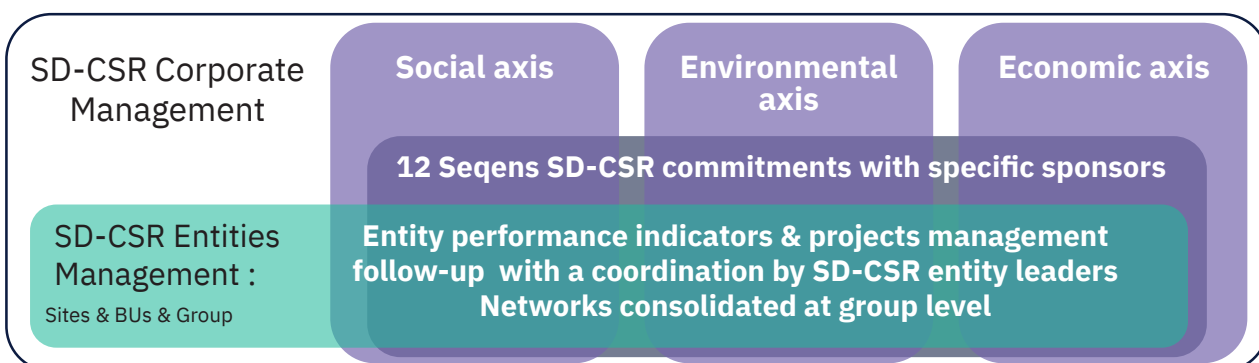 SD-CSR Corporate
Management
Social axis
Environmental
axis
Economic axis
12 Seqens SD-CSR commitments with specific sponsors
SD-CSR Entities
Management :
Sites & BUs & Group
Entity performance indicators & projects management
follow-up with a coordination by SD-CSR entity leaders
Networks consolidated at group level